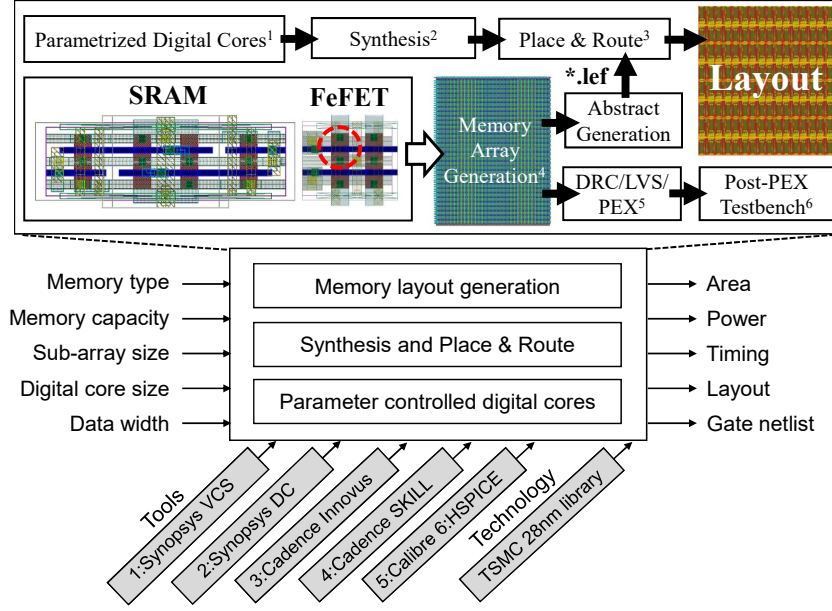 Parametrized Digital Cores¹
Synthesis²
Place & Route³
Layout
*.lef
SRAM
FeFET
Memory
Array
Generation⁴
Abstract
Generation
DRC/LVS/
PEX⁵
Post-PEX
Testbench⁶
Memory type
Memory capacity
Sub-array size
Digital core size
Data width
Memory layout generation
Synthesis and Place & Route
Parameter controlled digital cores
Area
Power
Timing
Layout
Gate netlist
Tools
1:Synopsys VCS
2:Synopsys DC
3:Cadence Innovus
4:Cadence SKILL
5:Calibre 6:HSPICE
Technology
TSMC 28nm library